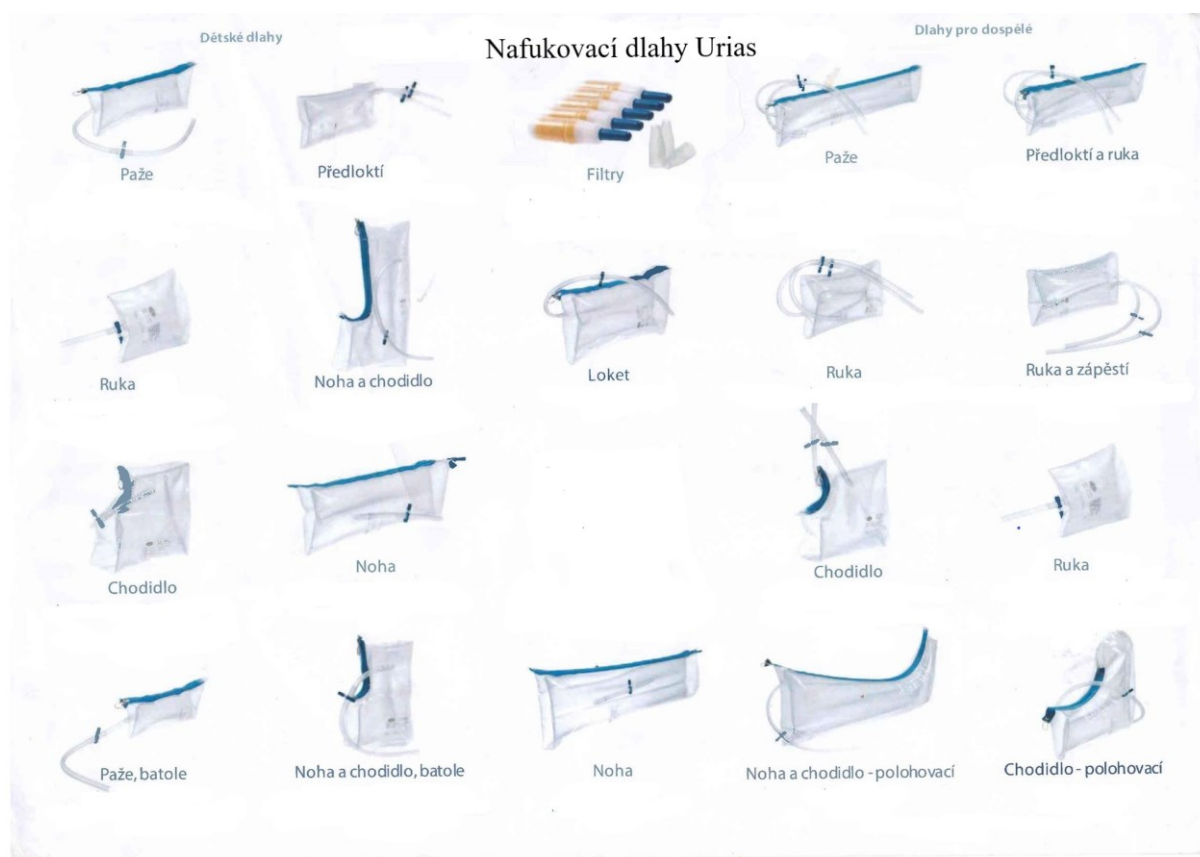 Dětské dlahy
Nafukovací dlahy Urias
Dlahy pro dospělé
Paže
Předloktí
Filtry
Paže
Předloktí a ruka
Ruka
Noha a chodidlo
Loket
Ruka
Ruka a zápěstí
Chodidlo
Noha
Chodidlo
Ruka
Paže, batole
Noha a chodidlo, batole
Noha
Noha a chodidlo - polohovací
Chodidlo - polohovací